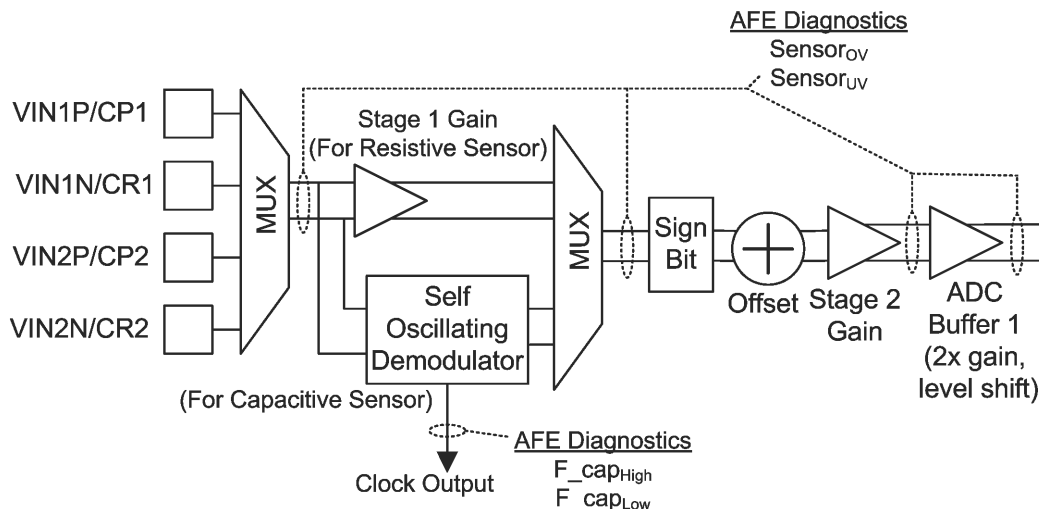 AFE Diagnostics
SensorOV
SensorUV
VIN1P/CP1
VIN1N/CR1
VIN2P/CP2
VIN2N/CR2
MUX
Stage 1 Gain
(For Resistive Sensor)
Self
Oscillating
Demodulator
(For Capacitive Sensor)
MUX
Sign
Bit
Offset
Stage 2
Gain
ADC
Buffer 1
(2x gain,
level shift)
AFE Diagnostics
F_capHigh
F_capLow
Clock Output